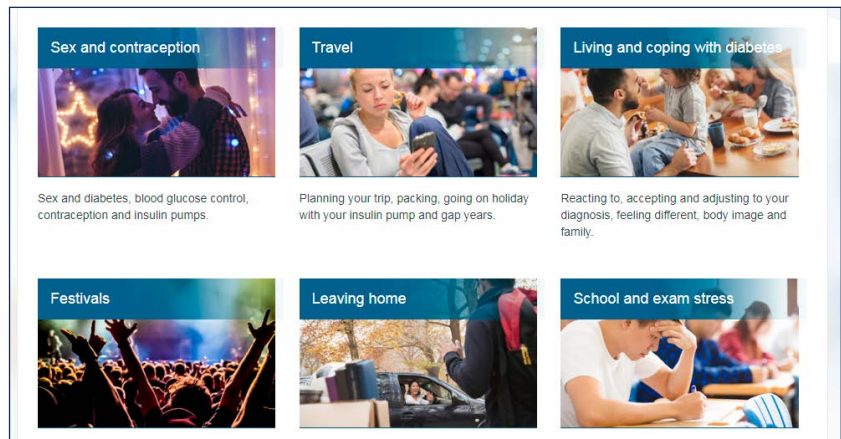 Sex and contraception
Travel
Living and coping with diabetes
Sex and diabetes, blood glucose control,
contraception and insulin pumps.
Planning your trip, packing, going on holiday
with your insulin pump and gap years.
Reacting to, accepting and adjusting to your
diagnosis, feeling different, body image and
family.
Festivals
Leaving home
School and exam stress